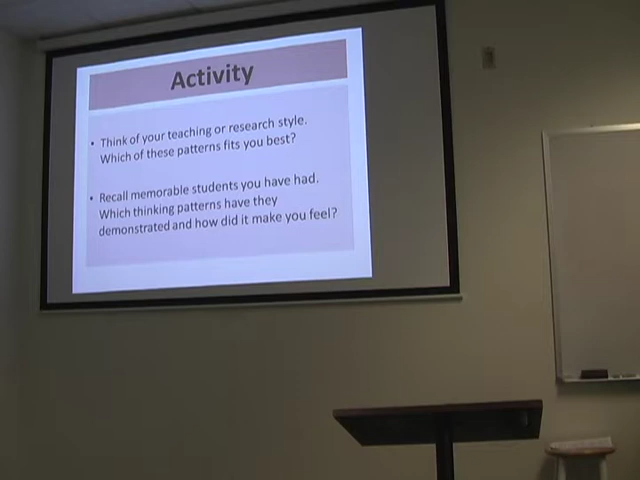 Activity
• Think of your teaching or research style.
Which of these patterns fits you best?
• Recall memorable students you have had.
Which thinking patterns have they
demonstrated and how did it make you feel?